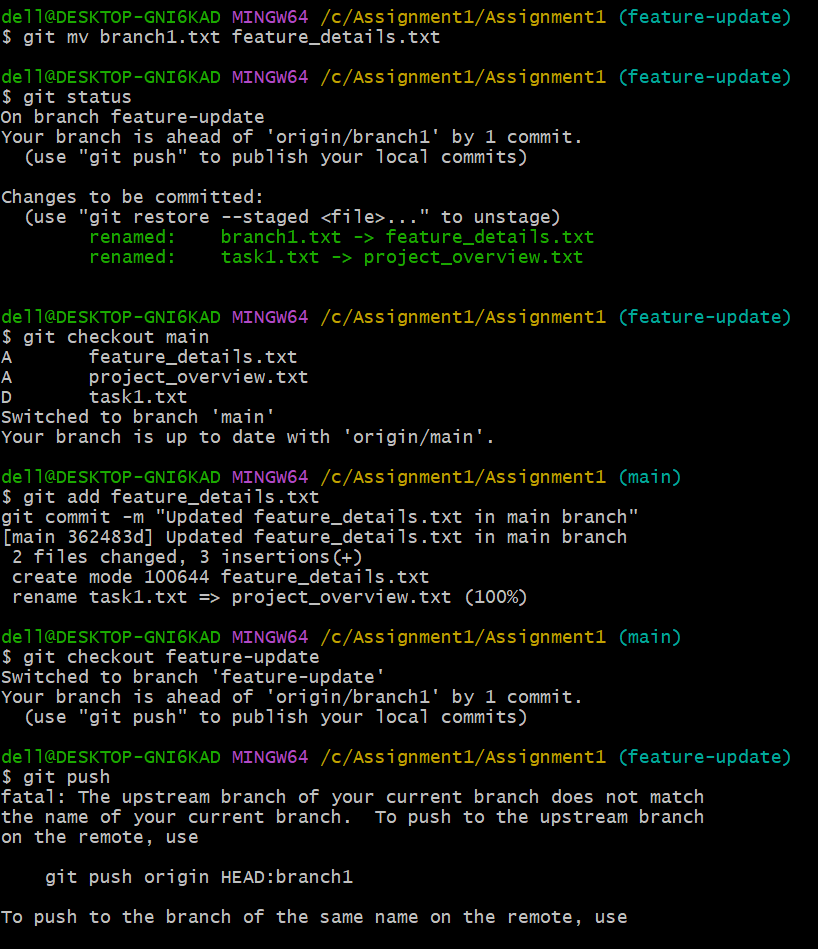 dell@DESKTOP-GNI6KAD MINGW64 /c/Assignment1/Assignment1 (feature-update)
$ git mv branch1.txt feature_details.txt

dell@DESKTOP-GNI6KAD MINGW64 /c/Assignment1/Assignment1 (feature-update)
$ git status
On branch feature-update
Your branch is ahead of 'origin/branch1' by 1 commit.
  (use "git push" to publish your local commits)

Changes to be committed:
  (use "git restore --staged <file>..." to unstage)
        renamed:    branch1.txt -> feature_details.txt
        renamed:    task1.txt -> project_overview.txt


dell@DESKTOP-GNI6KAD MINGW64 /c/Assignment1/Assignment1 (feature-update)
$ git checkout main
A       feature_details.txt
A       project_overview.txt
D       task1.txt
Switched to branch 'main'
Your branch is up to date with 'origin/main'.

dell@DESKTOP-GNI6KAD MINGW64 /c/Assignment1/Assignment1 (main)
$ git add feature_details.txt
git commit -m "Updated feature_details.txt in main branch"
[main 362483d] Updated feature_details.txt in main branch
 2 files changed, 3 insertions(+)
 create mode 100644 feature_details.txt
 rename task1.txt => project_overview.txt (100%)

dell@DESKTOP-GNI6KAD MINGW64 /c/Assignment1/Assignment1 (main)
$ git checkout feature-update
Switched to branch 'feature-update'
Your branch is ahead of 'origin/branch1' by 1 commit.
  (use "git push" to publish your local commits)

dell@DESKTOP-GNI6KAD MINGW64 /c/Assignment1/Assignment1 (feature-update)
$ git push
fatal: The upstream branch of your current branch does not match
the name of your current branch.  To push to the upstream branch
on the remote, use

    git push origin HEAD:branch1

To push to the branch of the same name on the remote, use